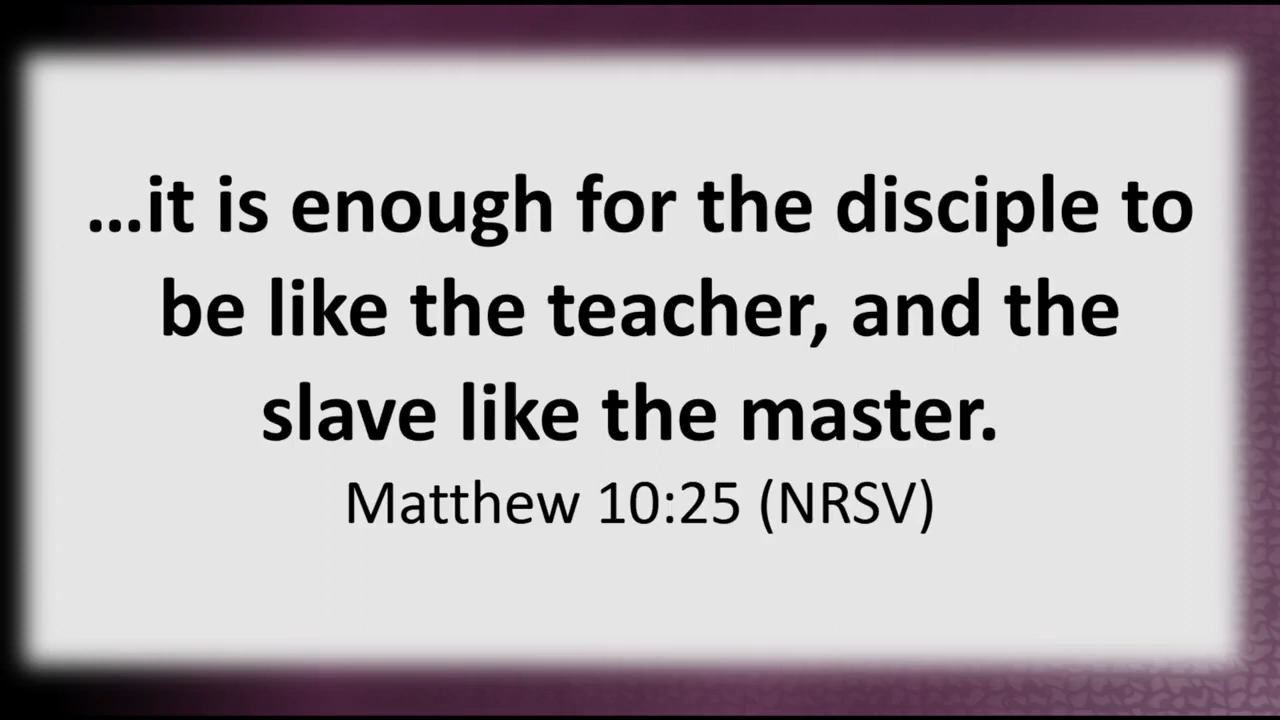 ...it is enough for the disciple to
be like the teacher, and the
slave like the master.
Matthew 10:25 (NRSV)